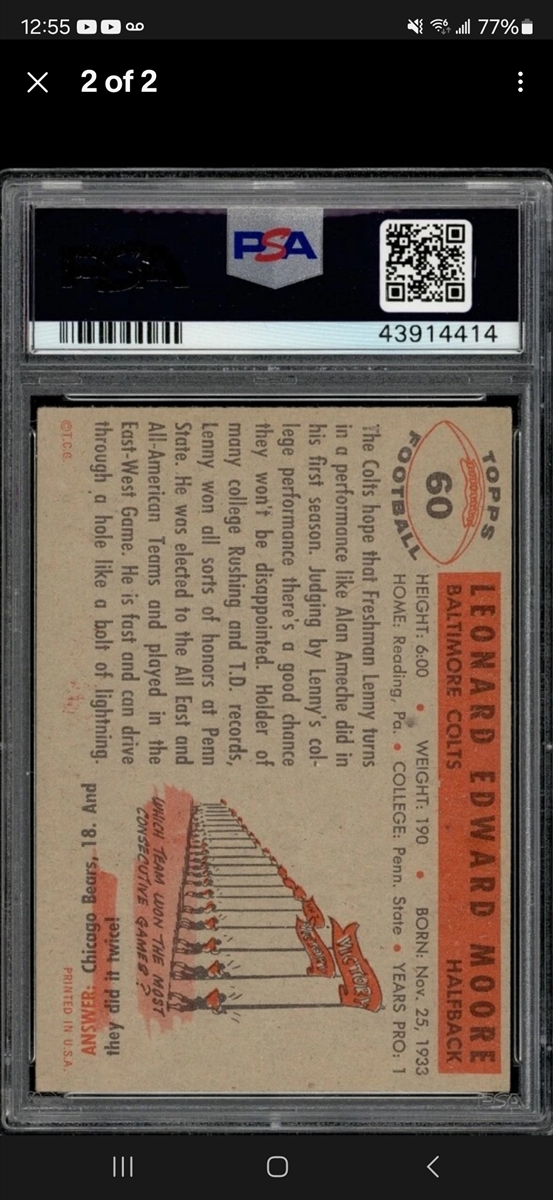 12:55
77%
2 of 2
PSA
PSA
43914414
TOPPS
60
FOOTBALL
LEONARD EDWARD MOORE
BALTIMORE COLTS HALFBACK
HEIGHT: 6:00 • WEIGHT: 190 • BORN: Nov. 25, 1933
HOME: Reading, Pa. • COLLEGE: Penn. State • YEARS PRO: 1
The Colts hope that Freshman Lenny turns
in a performance like Alan Ameche did in
his first season. Judging by Lenny's col-
lege performance there's a good chance
they won't be disappointed. Holder of
many college Rushing and T.D. records,
Lenny won all sorts of honors at Penn
State. He was elected to the All East and
All-American Teams and played in the
East-West Game. He is fast and can drive
through a hole like a bolt of lightning.
©T.C.G.
VICTORY
VICTORY
WHICH TEAM WON THE MOST
CONSECUTIVE GAMES?
ANSWER: Chicago Bears, 18. And
they did it twice!
PRINTED IN U.S.A.
PSA